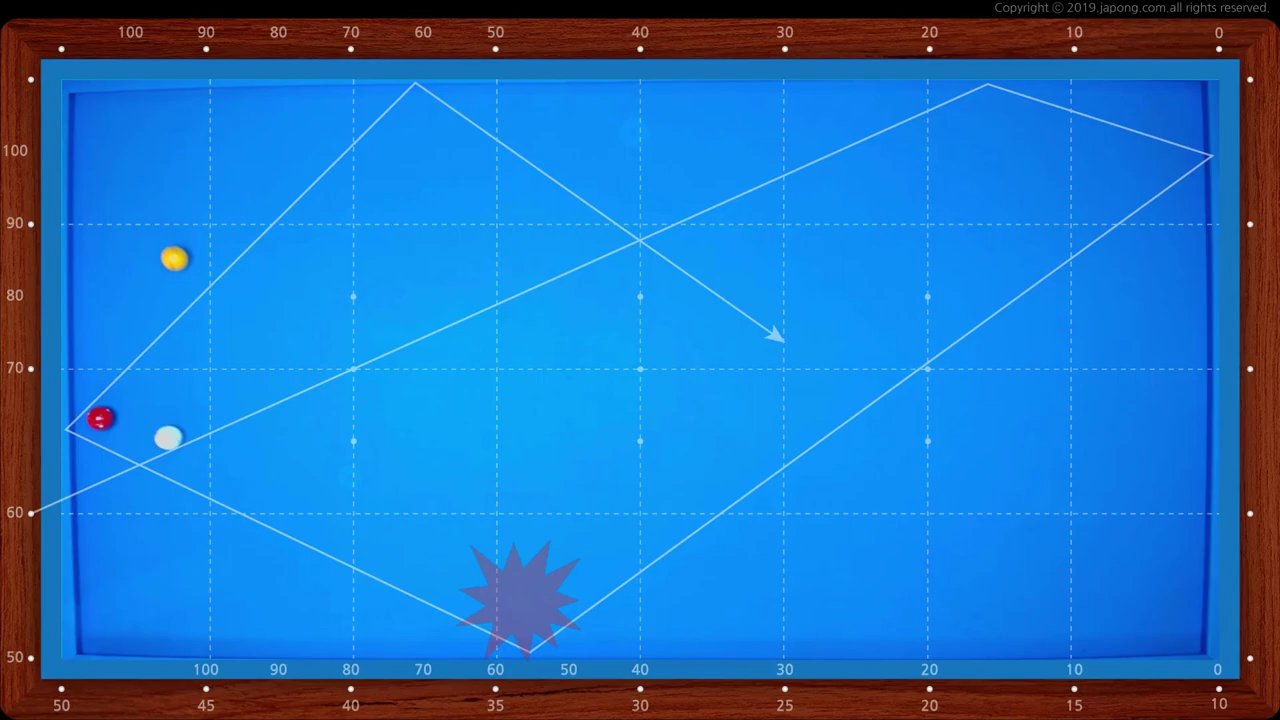 Copyright ⓒ 2019.japong.com.all rights reserved.
100 90 80 70 60 50 40 30 20 10 0
100
90
80
70
60
50
100 90 80 70 60 50 40 30 20 10 0
50 45 40 35 30 25 20 15 10